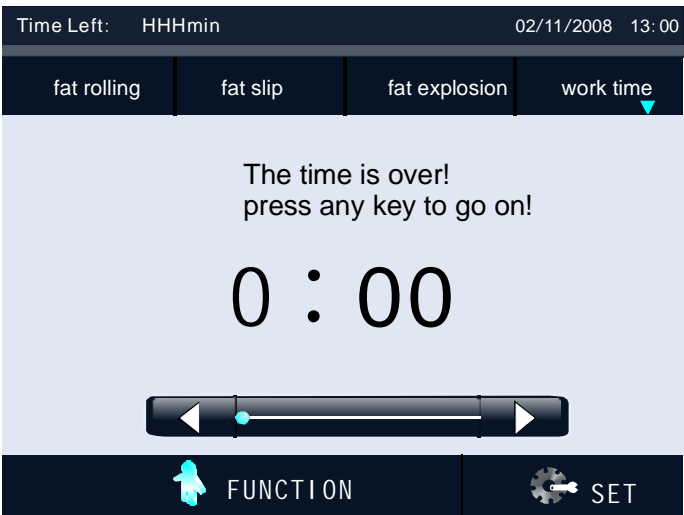 Time Left: HHHmin 02/11/2008 13:00
fat rolling fat slip fat explosion work time
The time is over!
press any key to go on!
0:00
FUNCTION SET